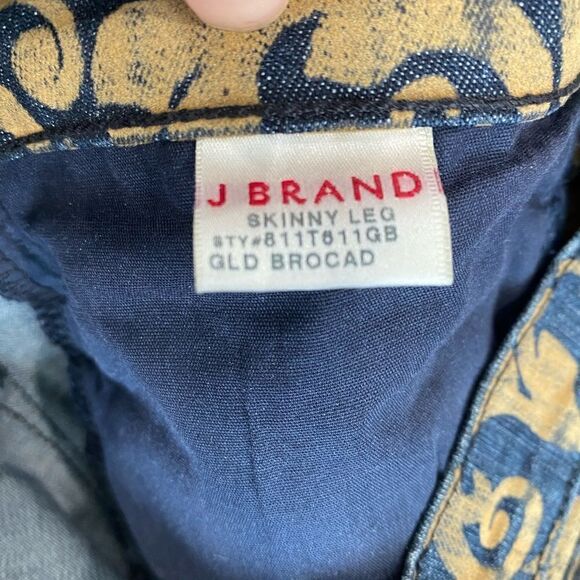 J BRAND
SKINNY LEG
STY#811T611GB
GLD BROCAD